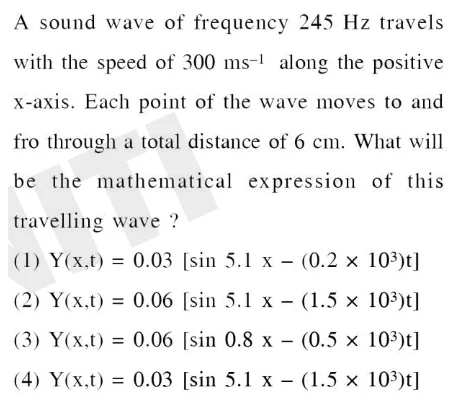 A sound wave of frequency 245 Hz travels
with the speed of 300 ms⁻¹ along the positive
x-axis. Each point of the wave moves to and
fro through a total distance of 6 cm. What will
be the mathematical expression of this
travelling wave ?
(1) Y(x,t) = 0.03 [sin 5.1 x – (0.2 × 10³)t]
(2) Y(x,t) = 0.06 [sin 5.1 x – (1.5 × 10³)t]
(3) Y(x,t) = 0.06 [sin 0.8 x – (0.5 × 10³)t]
(4) Y(x,t) = 0.03 [sin 5.1 x – (1.5 × 10³)t]